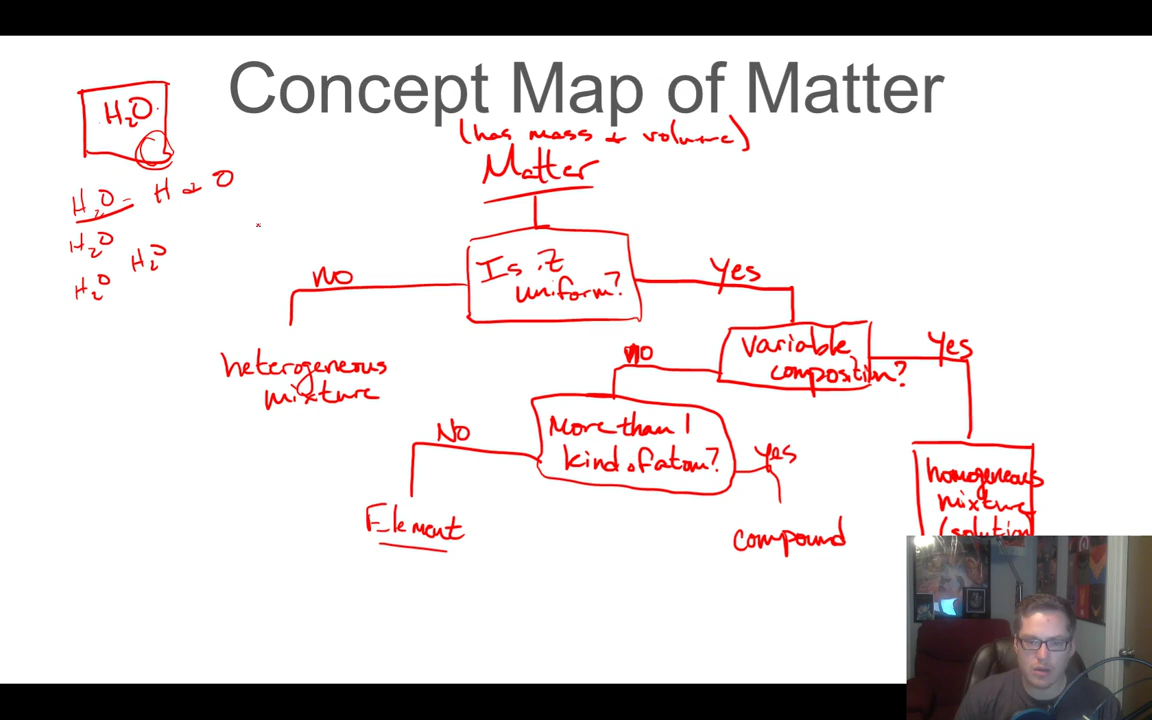 Concept Map of Matter
(has mass + volume)
Matter
H₂O
H₂O = H + O
H₂O
H₂O
H₂O
Is it
uniform?
no
Yes
heterogeneous
mixture
variable
composition?
no
Yes
More than 1
kind of atom?
No
yes
Element
compound
homogeneous
mixture
(solution